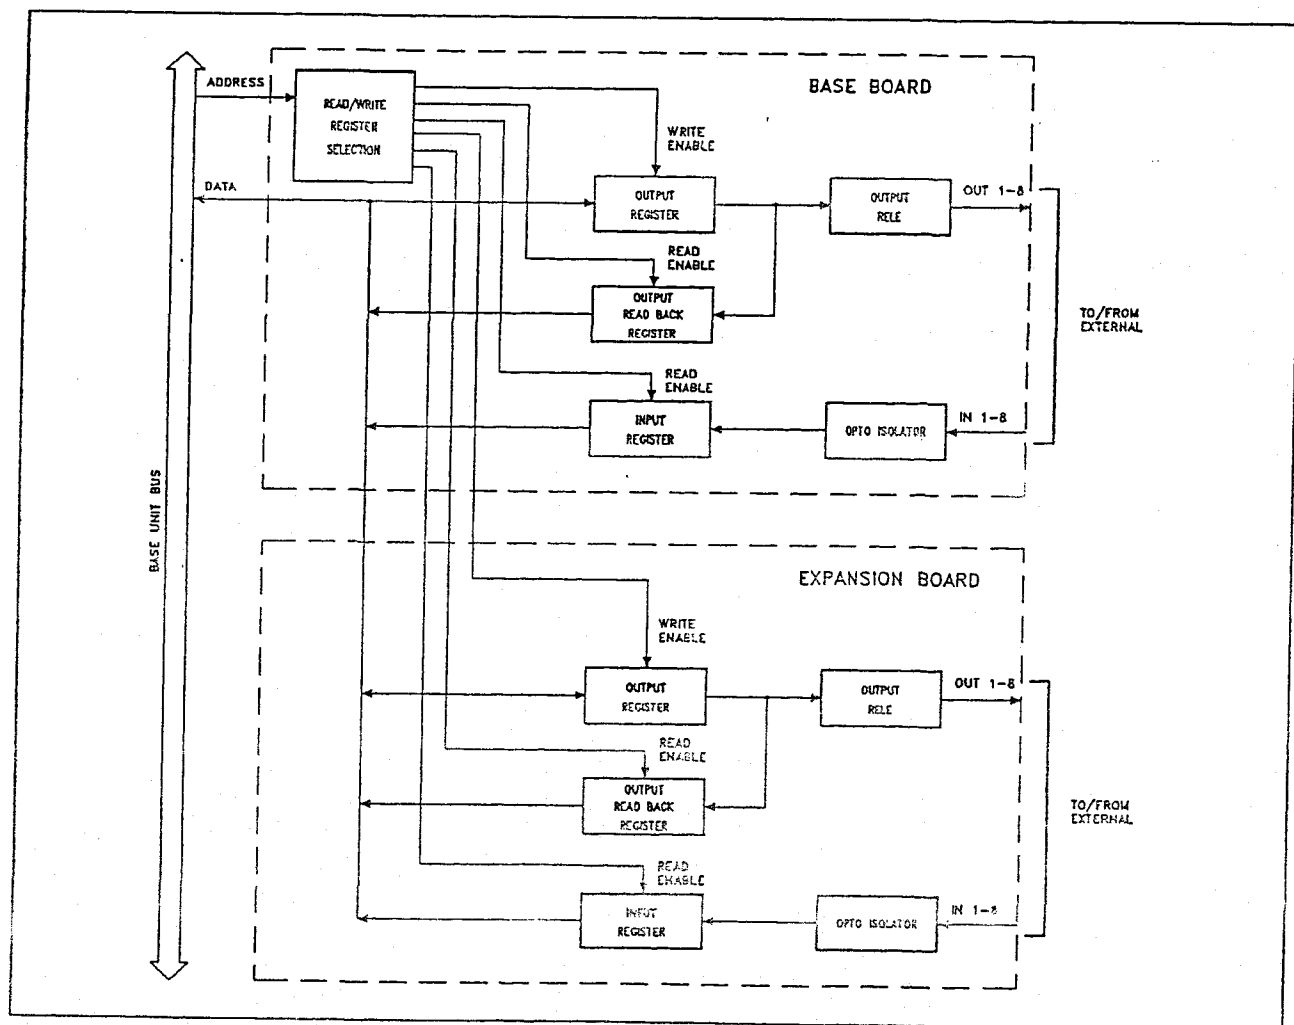 BASE BOARD
ADDRESS
READ/WRITE
REGISTER
SELECTION
WRITE
ENABLE
DATA
OUTPUT
REGISTER
OUTPUT
RELE
OUT 1-8
READ
ENABLE
OUTPUT
READ BACK
REGISTER
TO/FROM
EXTERNAL
READ
ENABLE
INPUT
REGISTER
OPTO ISOLATOR
IN 1-8
BASE UNIT BUS
EXPANSION BOARD
WRITE
ENABLE
OUTPUT
REGISTER
OUTPUT
RELE
OUT 1-8
READ
ENABLE
OUTPUT
READ BACK
REGISTER
TO/FROM
EXTERNAL
READ
ENABLE
INPUT
REGISTER
OPTO ISOLATOR
IN 1-8